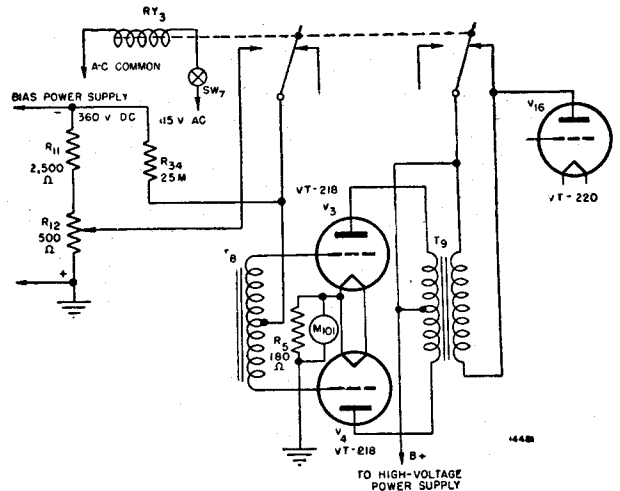 RY3
A-C COMMON
SW7
BIAS POWER SUPPLY
- 360 V DC
115 V AC
V16
R11
2,500
Ω
R34
25M
VT-218
V3
VT-220
R12
500
Ω
T8
T9
+
M101
R5
180
Ω
V4
VT-218
B+
TO HIGH-VOLTAGE
POWER SUPPLY